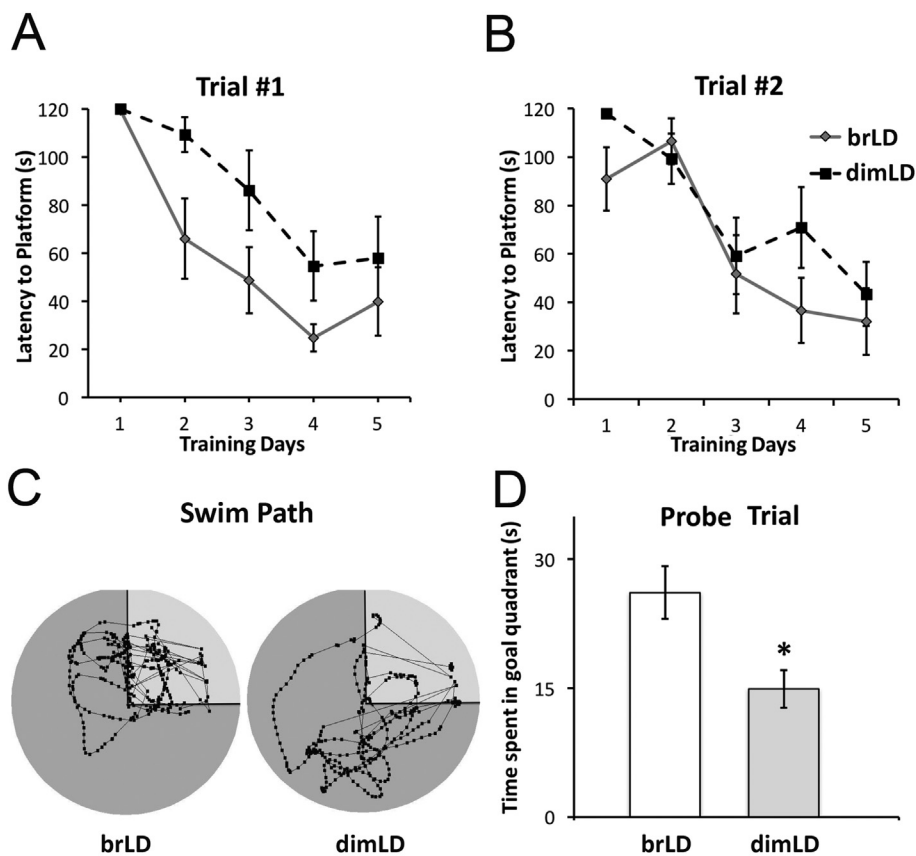 A
Trial #1
Latency to Platform (s)
120
100
80
60
40
20
0
1 2 3 4 5
Training Days
B
Trial #2
Latency to Platform (s)
120
100
80
60
40
20
0
1 2 3 4 5
Training Days
brLD
dimLD
C
Swim Path
brLD dimLD
D
Probe Trial
Time spent in goal quadrant (s)
30
15
0
*
brLD dimLD